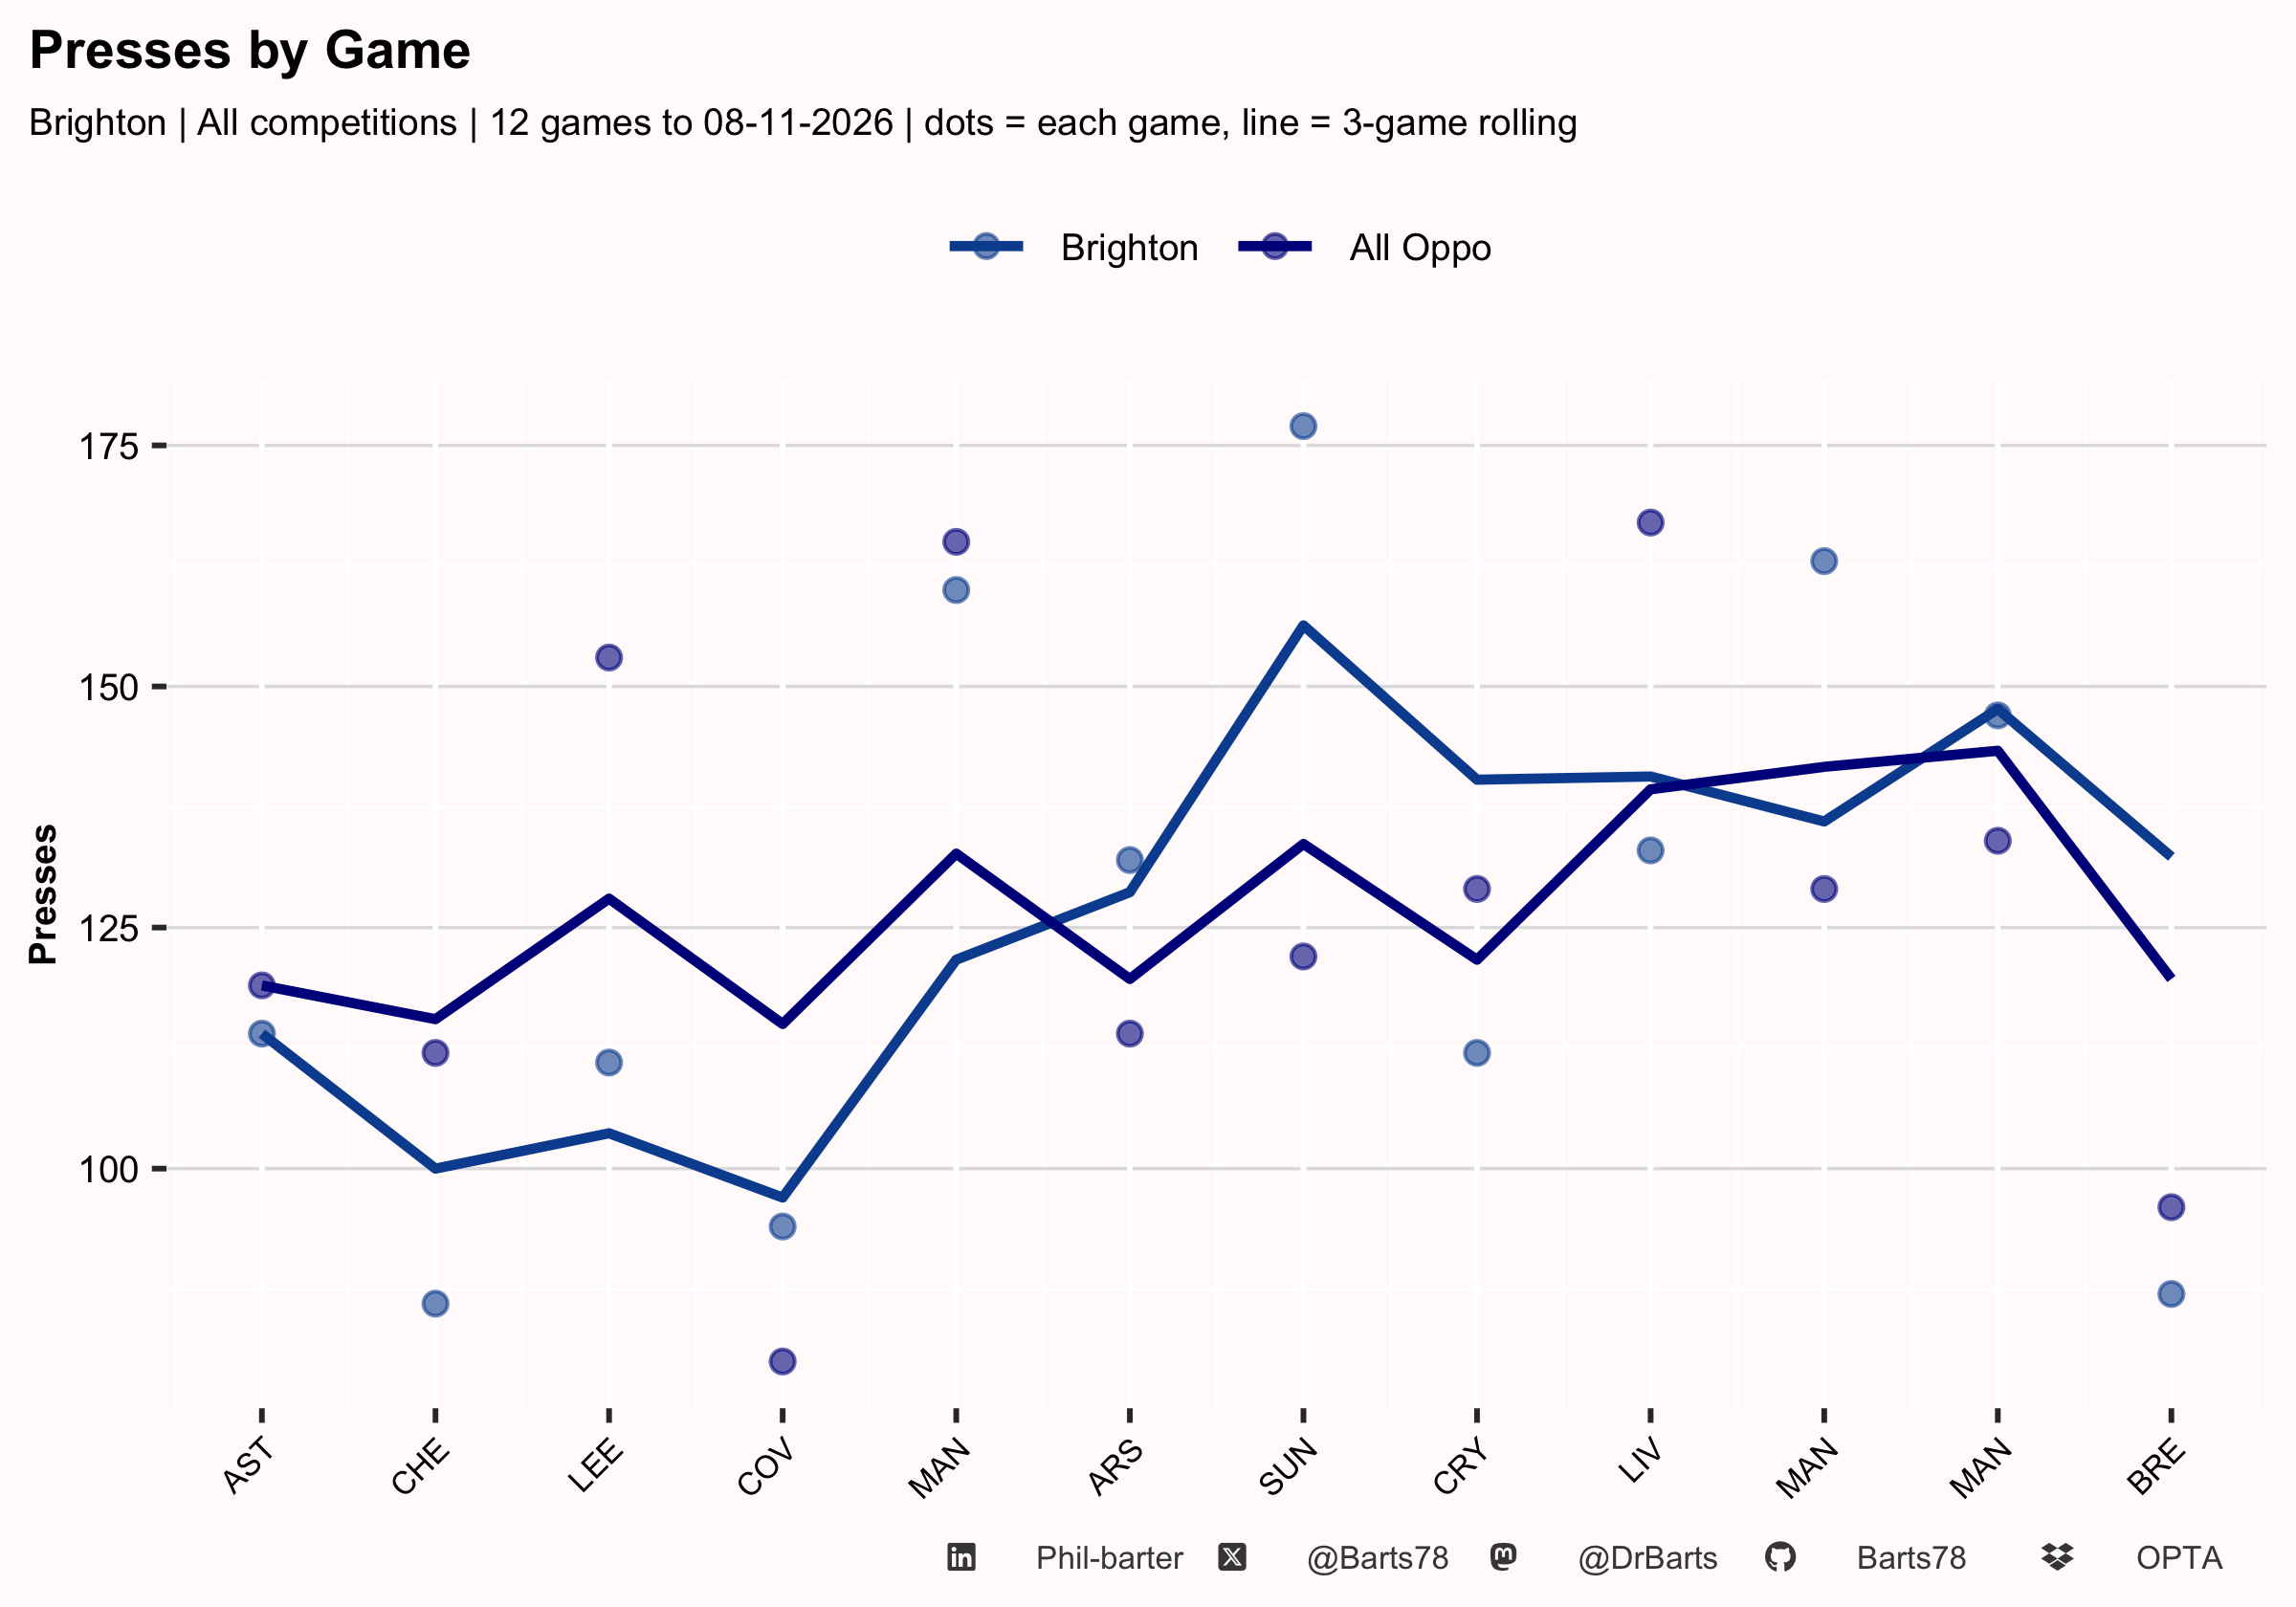 Presses by Game
Brighton | All competitions | 12 games to 08-11-2026 | dots = each game, line = 3-game rolling
Brighton All Oppo
175
150
125
100
Presses
AST CHE LEE COV MAN ARS SUN CRY LIV MAN MAN BRE
Phil-barter @Barts78 @DrBarts Barts78 OPTA